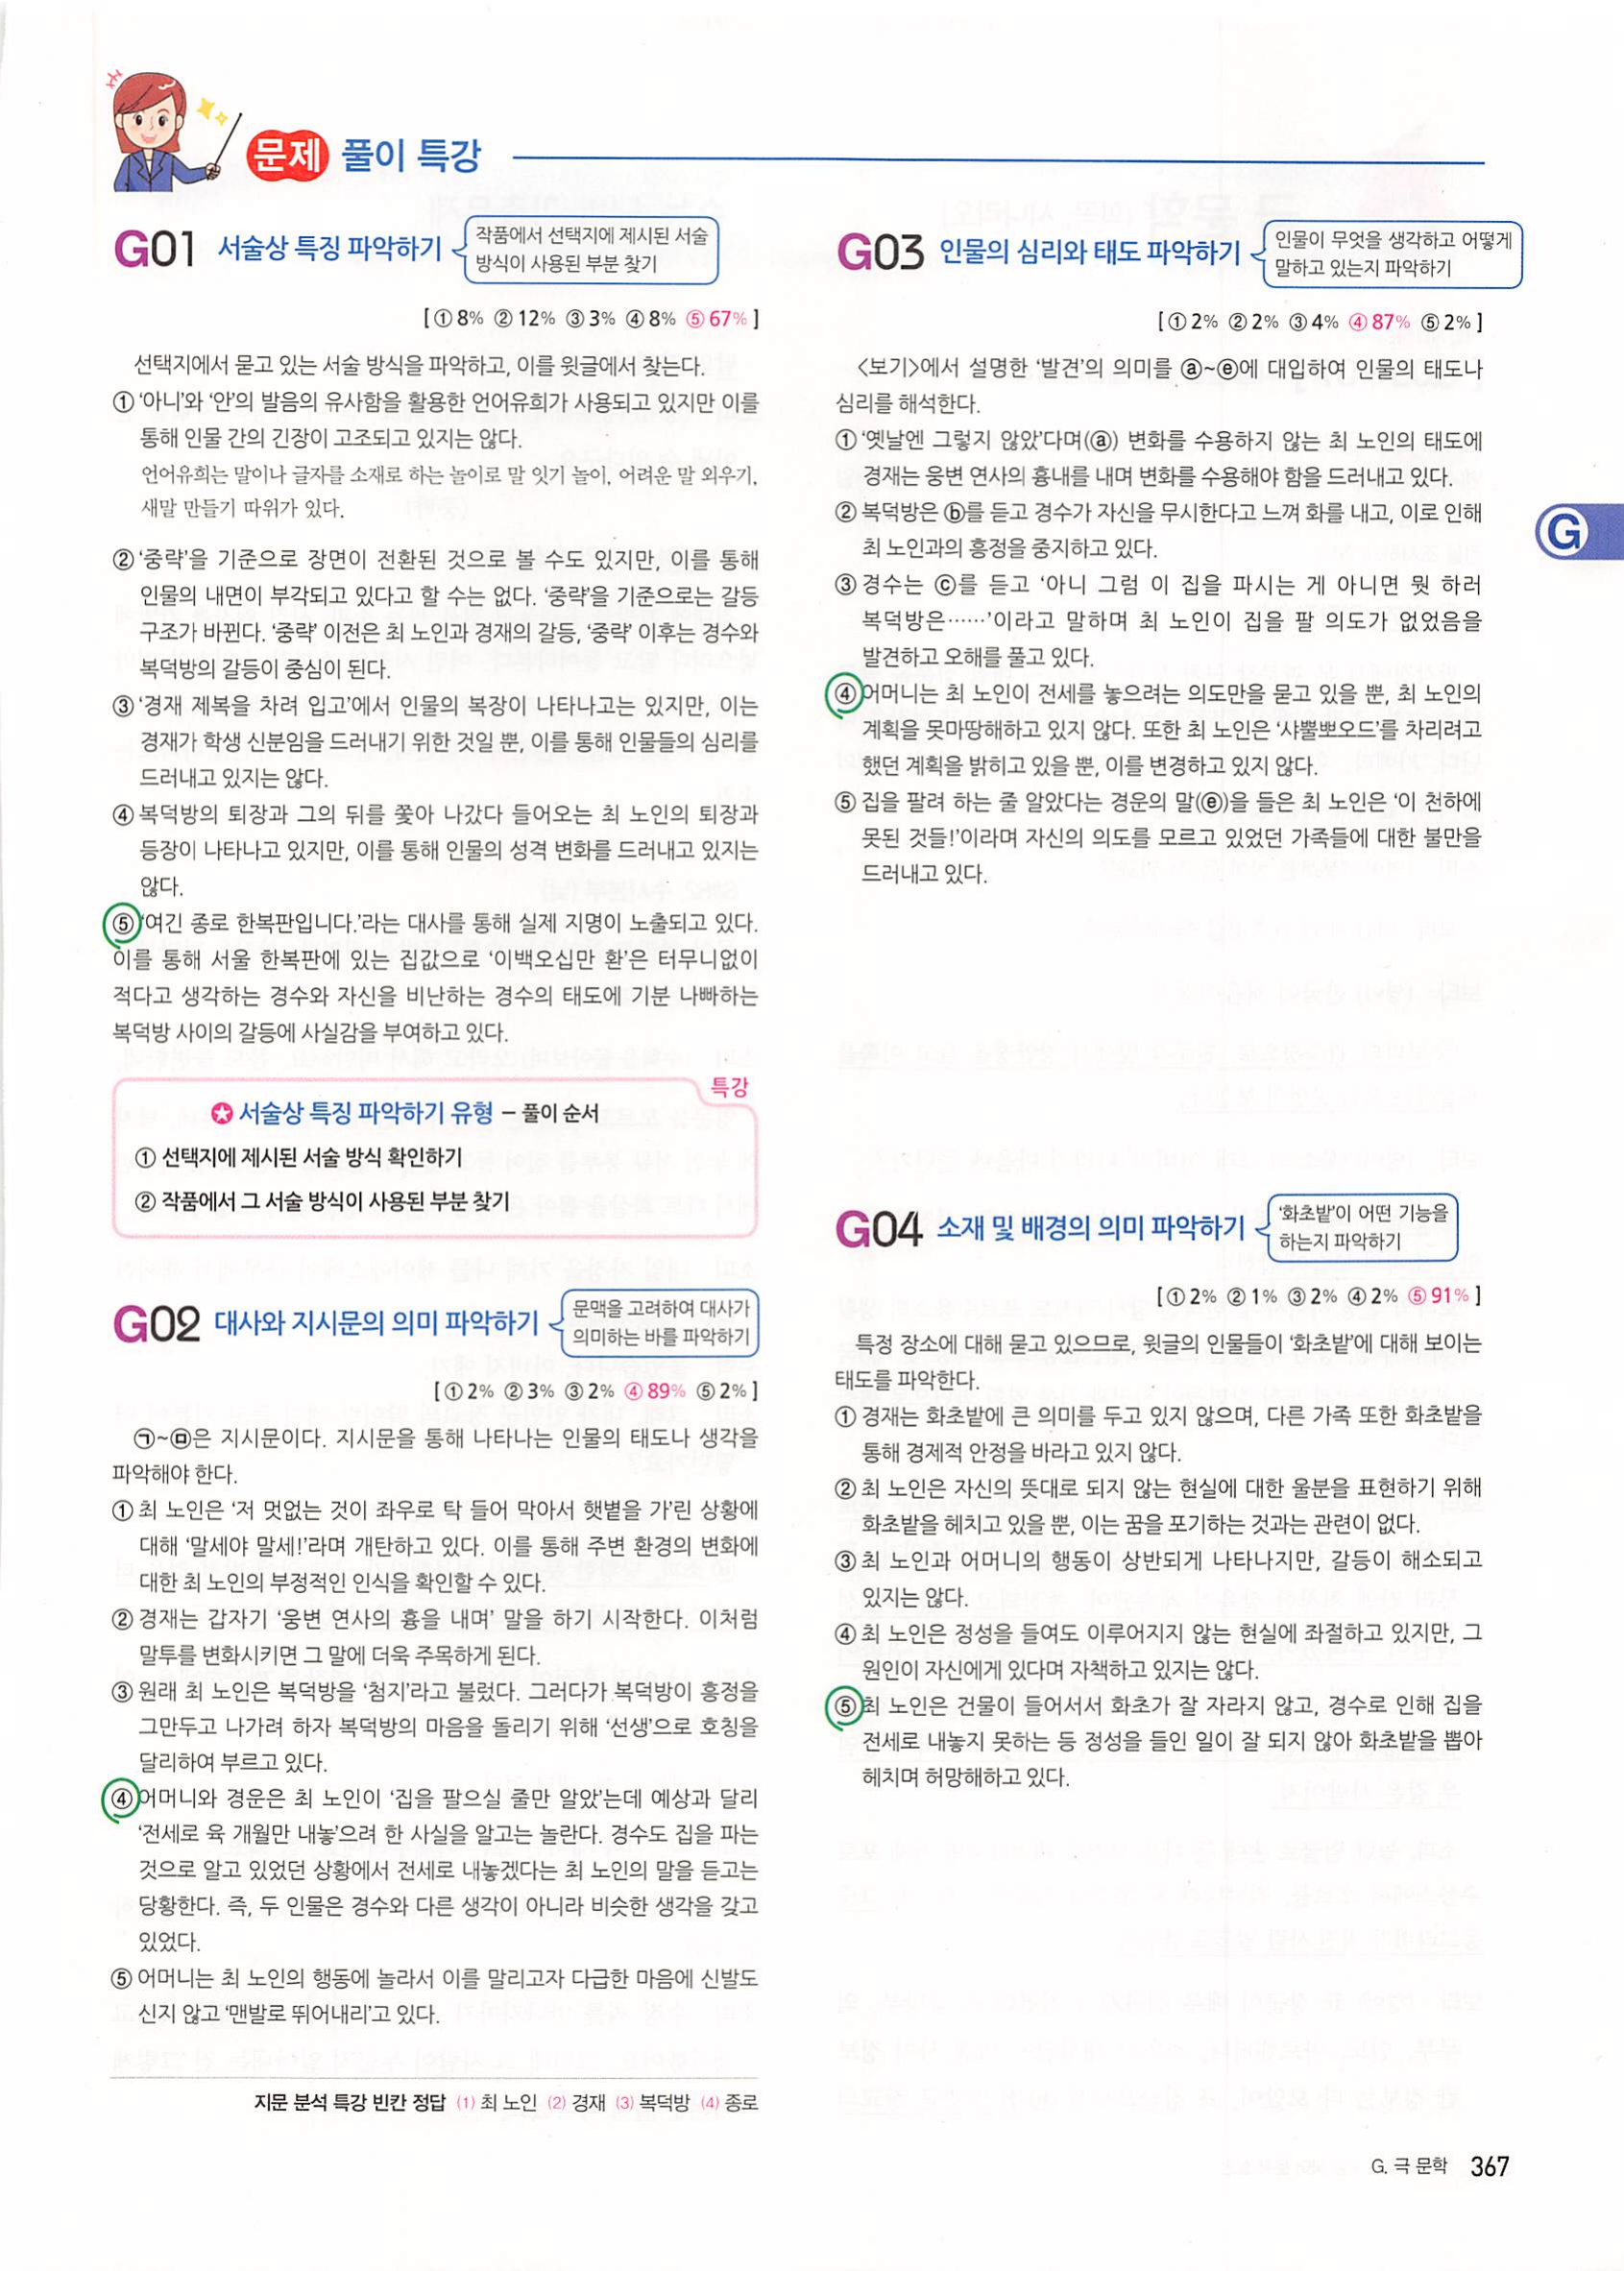 문제 풀이 특강
G01 서술상 특징 파악하기
작품에서 선택지에 제시된 서술
방식이 사용된 부분 찾기
[ ① 8% ② 12% ③ 3% ④ 8% ⑤ 67% ]
선택지에서 묻고 있는 서술 방식을 파악하고, 이를 윗글에서 찾는다.
① '아니'와 '안'의 발음의 유사함을 활용한 언어유희가 사용되고 있지만 이를
통해 인물 간의 긴장이 고조되고 있지는 않다.
언어유희는 말이나 글자를 소재로 하는 놀이로 말 잇기 놀이, 어려운 말 외우기,
새말 만들기 따위가 있다.
② '중략'을 기준으로 장면이 전환된 것으로 볼 수도 있지만, 이를 통해
인물의 내면이 부각되고 있다고 할 수는 없다. '중략'을 기준으로는 갈등
구조가 바뀐다. '중략' 이전은 최 노인과 경재의 갈등, '중략' 이후는 경수와
복덕방의 갈등이 중심이 된다.
③ '경재 제복을 차려 입고'에서 인물의 복장이 나타나고는 있지만, 이는
경재가 학생 신분임을 드러내기 위한 것일 뿐, 이를 통해 인물들의 심리를
드러내고 있지는 않다.
④ 복덕방의 퇴장과 그의 뒤를 쫓아 나갔다 들어오는 최 노인의 퇴장과
등장이 나타나고 있지만, 이를 통해 인물의 성격 변화를 드러내고 있지는
않다.
⑤ '여긴 종로 한복판입니다.'라는 대사를 통해 실제 지명이 노출되고 있다.
이를 통해 서울 한복판에 있는 집값으로 '이백오십만 환'은 터무니없이
적다고 생각하는 경수와 자신을 비난하는 경수의 태도에 기분 나빠하는
복덕방 사이의 갈등에 사실감을 부여하고 있다.
특강
서술상 특징 파악하기 유형 – 풀이 순서
① 선택지에 제시된 서술 방식 확인하기
② 작품에서 그 서술 방식이 사용된 부분 찾기
G02 대사와 지시문의 의미 파악하기
문맥을 고려하여 대사가
의미하는 바를 파악하기
[ ① 2% ② 3% ③ 2% ④ 89% ⑤ 2% ]
㉠~㉤은 지시문이다. 지시문을 통해 나타나는 인물의 태도나 생각을
파악해야 한다.
① 최 노인은 '저 멋없는 것이 좌우로 탁 들어 막아서 햇볕을 가'린 상황에
대해 '말세야 말세!'라며 개탄하고 있다. 이를 통해 주변 환경의 변화에
대한 최 노인의 부정적인 인식을 확인할 수 있다.
② 경재는 갑자기 '웅변 연사의 흉을 내며' 말을 하기 시작한다. 이처럼
말투를 변화시키면 그 말에 더욱 주목하게 된다.
③ 원래 최 노인은 복덕방을 '첨지'라고 불렀다. 그러다가 복덕방이 흥정을
그만두고 나가려 하자 복덕방의 마음을 돌리기 위해 '선생'으로 호칭을
달리하여 부르고 있다.
④ 어머니와 경운은 최 노인이 '집을 팔으실 줄만 알았'는데 예상과 달리
'전세로 육 개월만 내놓'으려 한 사실을 알고는 놀란다. 경수도 집을 파는
것으로 알고 있었던 상황에서 전세로 내놓겠다는 최 노인의 말을 듣고는
당황한다. 즉, 두 인물은 경수와 다른 생각이 아니라 비슷한 생각을 갖고
있었다.
⑤ 어머니는 최 노인의 행동에 놀라서 이를 말리고자 다급한 마음에 신발도
신지 않고 '맨발로 뛰어내리'고 있다.
지문 분석 특강 빈칸 정답 (1) 최 노인 (2) 경재 (3) 복덕방 (4) 종로
G03 인물의 심리와 태도 파악하기
인물이 무엇을 생각하고 어떻게
말하고 있는지 파악하기
[ ① 2% ② 2% ③ 4% ④ 87% ⑤ 2% ]
<보기>에서 설명한 '발견'의 의미를 ⓐ~ⓔ에 대입하여 인물의 태도나
심리를 해석한다.
① '옛날엔 그렇지 않았'다며(ⓐ) 변화를 수용하지 않는 최 노인의 태도에
경재는 웅변 연사의 흉내를 내며 변화를 수용해야 함을 드러내고 있다.
② 복덕방은 ⓑ를 듣고 경수가 자신을 무시한다고 느껴 화를 내고, 이로 인해
최 노인과의 흥정을 중지하고 있다.
③ 경수는 ⓒ를 듣고 '아니 그럼 이 집을 파시는 게 아니면 뭣 하러
복덕방은……'이라고 말하며 최 노인이 집을 팔 의도가 없었음을
발견하고 오해를 풀고 있다.
④ 어머니는 최 노인이 전세를 놓으려는 의도만을 묻고 있을 뿐, 최 노인의
계획을 못마땅해하고 있지 않다. 또한 최 노인은 '샤뿔뽀오드'를 차리려고
했던 계획을 밝히고 있을 뿐, 이를 변경하고 있지 않다.
⑤ 집을 팔려 하는 줄 알았다는 경운의 말(ⓔ)을 들은 최 노인은 '이 천하에
못된 것들!'이라며 자신의 의도를 모르고 있었던 가족들에 대한 불만을
드러내고 있다.
G04 소재 및 배경의 의미 파악하기
'화초밭'이 어떤 기능을
하는지 파악하기
[ ① 2% ② 1% ③ 2% ④ 2% ⑤ 91% ]
특정 장소에 대해 묻고 있으므로, 윗글의 인물들이 '화초밭'에 대해 보이는
태도를 파악한다.
① 경재는 화초밭에 큰 의미를 두고 있지 않으며, 다른 가족 또한 화초밭을
통해 경제적 안정을 바라고 있지 않다.
② 최 노인은 자신의 뜻대로 되지 않는 현실에 대한 울분을 표현하기 위해
화초밭을 헤치고 있을 뿐, 이는 꿈을 포기하는 것과는 관련이 없다.
③ 최 노인과 어머니의 행동이 상반되게 나타나지만, 갈등이 해소되고
있지는 않다.
④ 최 노인은 정성을 들여도 이루어지지 않는 현실에 좌절하고 있지만, 그
원인이 자신에게 있다며 자책하고 있지는 않다.
⑤ 최 노인은 건물이 들어서서 화초가 잘 자라지 않고, 경수로 인해 집을
전세로 내놓지 못하는 등 정성을 들인 일이 잘 되지 않아 화초밭을 뽑아
헤치며 허망해하고 있다.
G
G. 극 문학 367